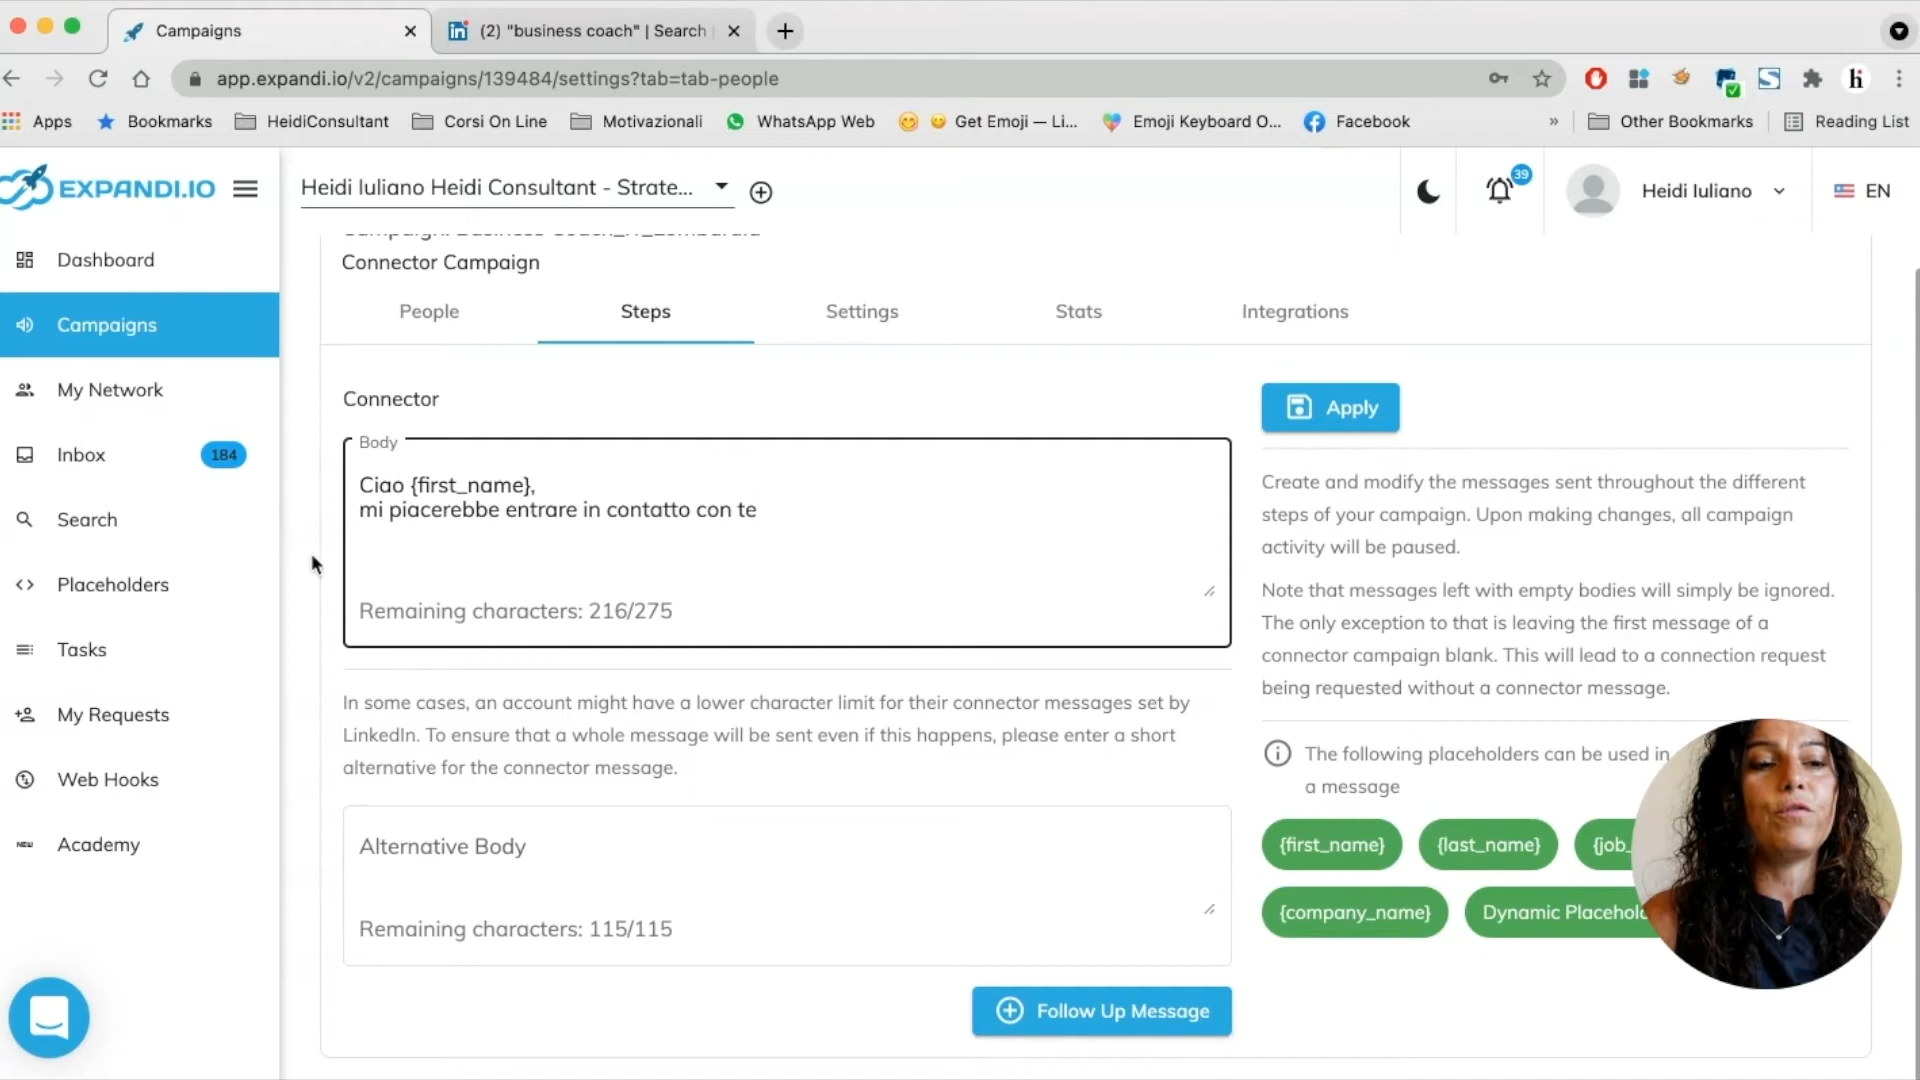 Campaigns
(2) "business coach" | Search
app.expandi.io/v2/campaigns/139484/settings?tab=tab-people
Apps
Bookmarks
HeidiConsultant
Corsi On Line
Motivazionali
WhatsApp Web
Get Emoji — Li...
Emoji Keyboard O...
Facebook
»
Other Bookmarks
Reading List
EXPANDI.IO
Heidi Iuliano Heidi Consultant - Strate...
39
Heidi Iuliano
EN
Dashboard
Campaigns
My Network
Inbox
184
Search
Placeholders
Tasks
My Requests
Web Hooks
NEW
Academy
Connector Campaign
People
Steps
Settings
Stats
Integrations
Connector
Body
Ciao {first_name},
mi piacerebbe entrare in contatto con te
Remaining characters: 216/275
In some cases, an account might have a lower character limit for their connector messages set by
LinkedIn. To ensure that a whole message will be sent even if this happens, please enter a short
alternative for the connector message.
Alternative Body
Remaining characters: 115/115
Follow Up Message
Apply
Create and modify the messages sent throughout the different
steps of your campaign. Upon making changes, all campaign
activity will be paused.
Note that messages left with empty bodies will simply be ignored.
The only exception to that is leaving the first message of a
connector campaign blank. This will lead to a connection request
being requested without a connector message.
The following placeholders can be used in
a message
{first_name}
{last_name}
{job_
{company_name}
Dynamic Placehol